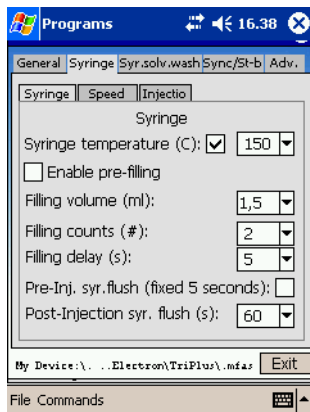 Programs 16.38
General Syringe Syr.solv.wash Sync/St-b Adv.
Syringe Speed Injectio
Syringe
Syringe temperature (C): 150
Enable pre-filling
Filling volume (ml): 1,5
Filling counts (#): 2
Filling delay (s): 5
Pre-Inj. syr.flush (fixed 5 seconds):
Post-Injection syr. flush (s): 60
My Device:\. ..Electron\TriPlus\.mfas Exit
File Commands